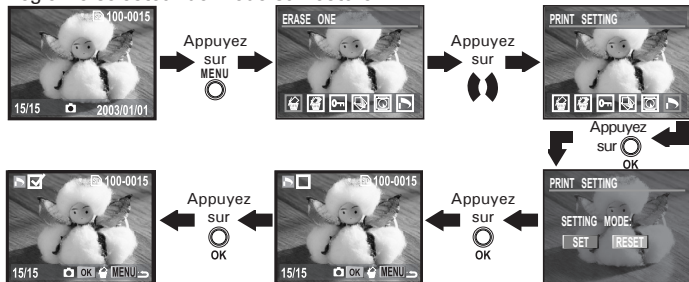 100-0015
15/15
2003/01/01
Appuyez
sur
MENU
ERASE ONE
Appuyez
sur
PRINT SETTING
Appuyez
sur
OK
PRINT SETTING
SETTING MODE:
SET RESET
Appuyez
sur
OK
100-0015
15/15 OK MENU
Appuyez
sur
OK
100-0015
15/15 OK MENU